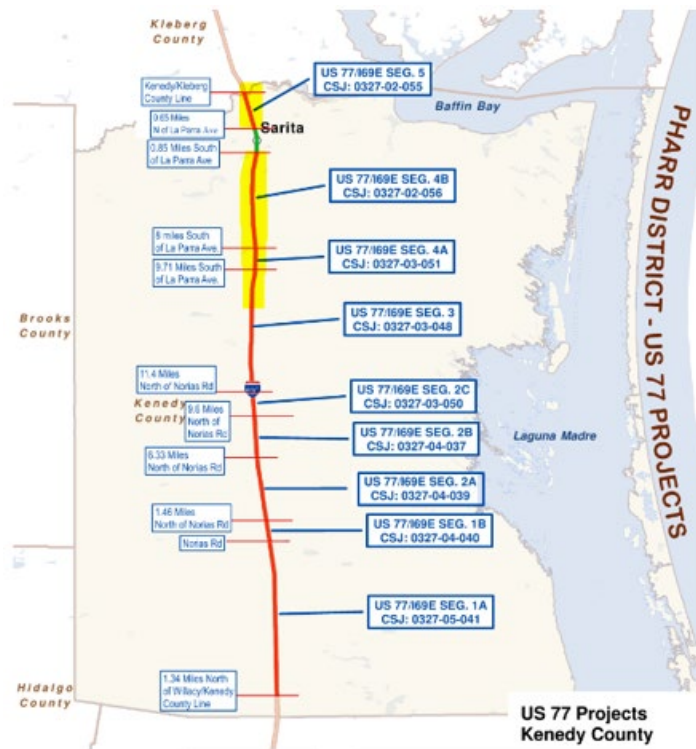 Kleberg
County
US 77/I69E SEG. 5
CSJ: 0327-02-055
Kenedy/Kleberg
County Line
Baffin Bay
0.65 Miles
N of La Parra Ave
Sarita
0.85 Miles South
of La Parra Ave.
US 77/I69E SEG. 4B
CSJ: 0327-02-056
8 miles South
of La Parra Ave.
US 77/I69E SEG. 4A
CSJ: 0327-03-051
9.71 Miles South
of La Parra Ave.
Brooks
County
US 77/I69E SEG. 3
CSJ: 0327-03-048
11.4 Miles
North of Norias Rd
Kenedy
County
US 77/I69E SEG. 2C
CSJ: 0327-03-050
9.6 Miles
North of
Norias Rd
US 77/I69E SEG. 2B
CSJ: 0327-04-037
Laguna Madre
6.33 Miles
North of Norias Rd
US 77/I69E SEG. 2A
CSJ: 0327-04-039
1.46 Miles
North of Norias Rd
US 77/I69E SEG. 1B
CSJ: 0327-04-040
Norias Rd
US 77/I69E SEG. 1A
CSJ: 0327-05-041
1.34 Miles North
of Willacy/Kenedy
County Line
Hidalgo
County
US 77 Projects
Kenedy County
PHARR DISTRICT - US 77 PROJECTS